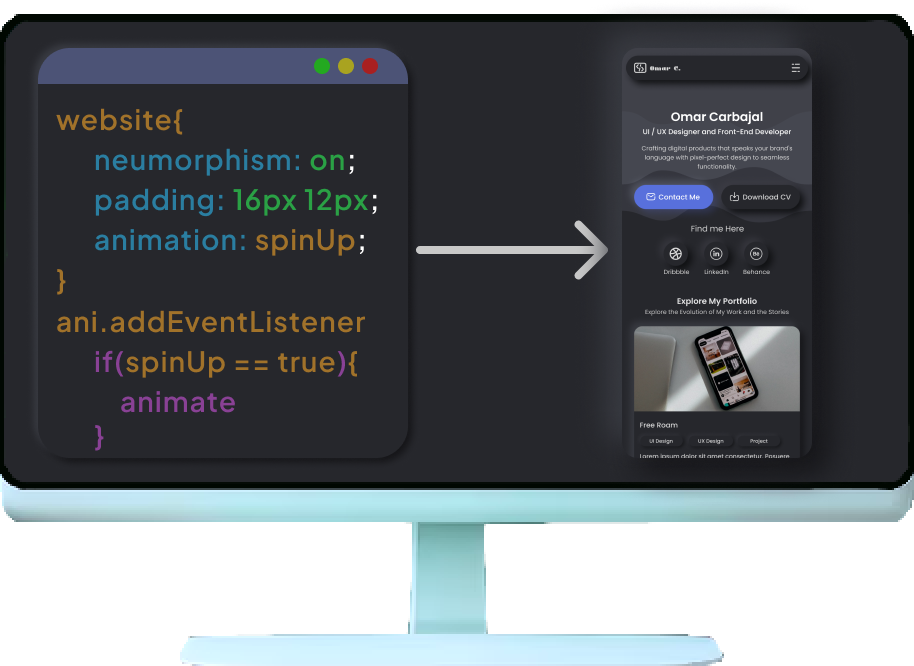 website{
neumorphism: on;
padding: 16px 12px;
animation: spinUp;
}
ani.addEventListener
if(spinUp == true){
animate
}
Omar C.
Omar Carbajal
UI / UX Designer and Front-End Developer
Crafting digital products that speaks your brand's
language with pixel-perfect design to seamless
functionality..
Contact Me
Download CV
Find me Here
in
Bē
Dribbble
LinkedIn
Behance
Explore My Portfolio
Explore the Evolution of My Work and the Stories
Free Roam
UI Design
UX Design
Project
Lorem ipsum dolor sit amet consectetur. Posuere